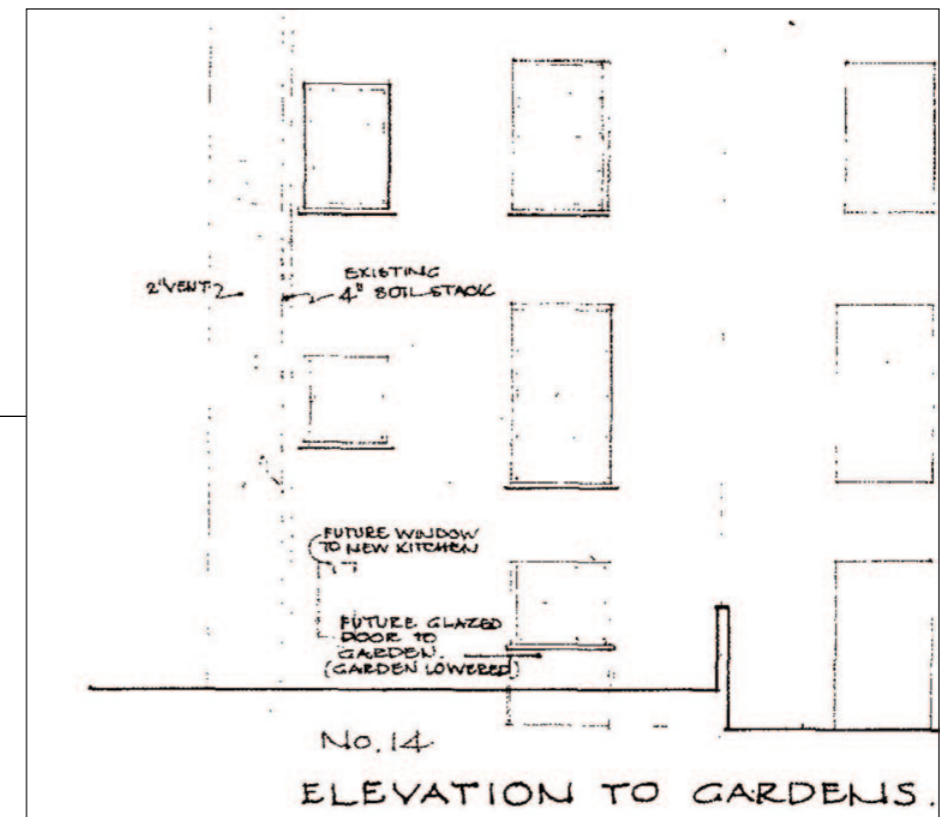 2" VENT
EXISTING
4" SOIL STACK
FUTURE WINDOW
TO NEW KITCHEN
FUTURE GLAZED
DOOR TO
GARDEN.
(GARDEN LOWERED)
No. 14
ELEVATION TO GARDENS.